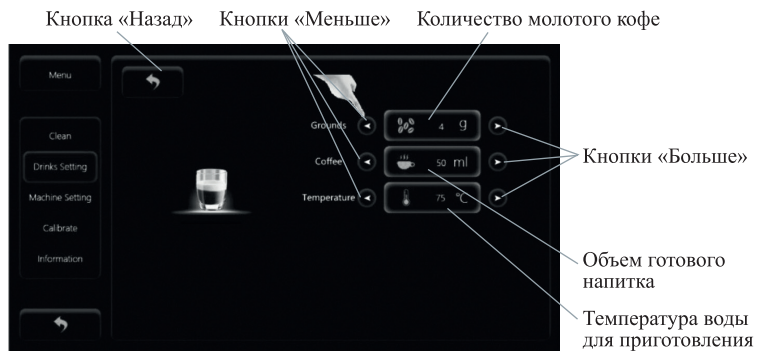 Кнопка «Назад» Кнопки «Меньше» Количество молотого кофе
Menu
Grounds 4 g
Clean
Coffee 50 ml
Кнопки «Больше»
Drinks Setting
Machine Setting
Temperature 75 °C
Calibrate
Information
Объем готового
напитка
Температура воды
для приготовления